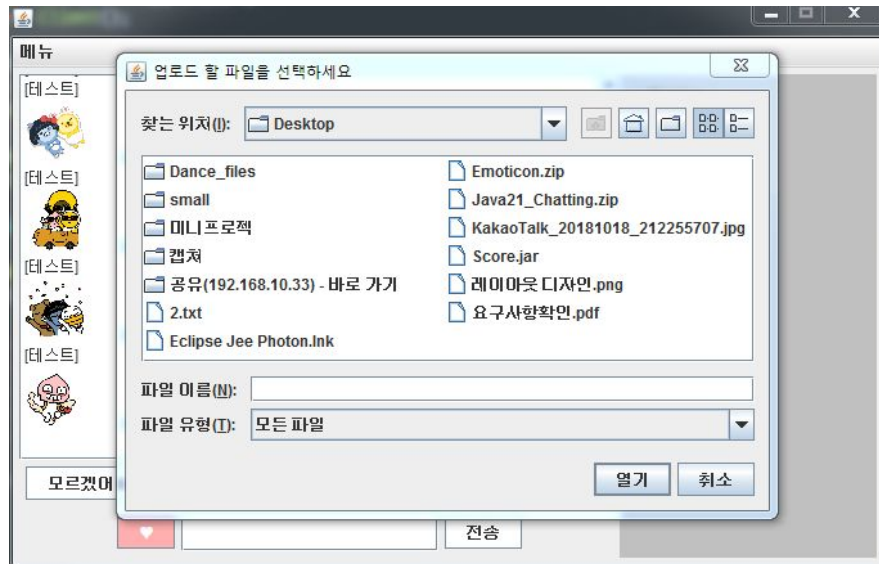 메뉴
업로드 할 파일을 선택하세요
[테스트]
[테스트]
[테스트]
[테스트]
찾는 위치(I): Desktop
Dance_files
small
미니프로젝
캡쳐
공유(192.168.10.33) - 바로 가기
2.txt
Eclipse Jee Photon.lnk
Emoticon.zip
Java21_Chatting.zip
KakaoTalk_20181018_212255707.jpg
Score.jar
레이아웃 디자인.png
요구사항확인.pdf
파일 이름(N):
파일 유형(T): 모든 파일
열기 취소
모르겠어
전송